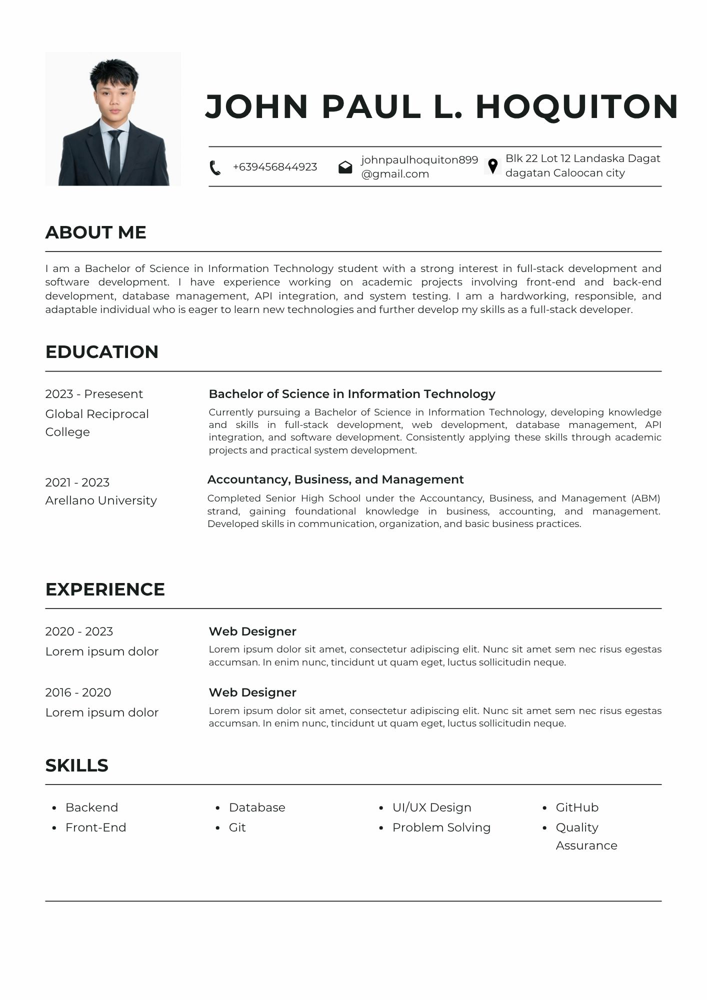 JOHN PAUL L. HOQUITON
+639456844923
johnpaulhoquiton899
@gmail.com
Blk 22 Lot 12 Landaska Dagat
dagatan Caloocan city
ABOUT ME
I am a Bachelor of Science in Information Technology student with a strong interest in full-stack development and
software development. I have experience working on academic projects involving front-end and back-end
development, database management, API integration, and system testing. I am a hardworking, responsible, and
adaptable individual who is eager to learn new technologies and further develop my skills as a full-stack developer.
EDUCATION
2023 - Presesent
Global Reciprocal
College
Bachelor of Science in Information Technology
Currently pursuing a Bachelor of Science in Information Technology, developing knowledge
and skills in full-stack development, web development, database management, API
integration, and software development. Consistently applying these skills through academic
projects and practical system development.
2021 - 2023
Arellano University
Accountancy, Business, and Management
Completed Senior High School under the Accountancy, Business, and Management (ABM)
strand, gaining foundational knowledge in business, accounting, and management.
Developed skills in communication, organization, and basic business practices.
EXPERIENCE
2020 - 2023
Lorem ipsum dolor
Web Designer
Lorem ipsum dolor sit amet, consectetur adipiscing elit. Nunc sit amet sem nec risus egestas
accumsan. In enim nunc, tincidunt ut quam eget, luctus sollicitudin neque.
2016 - 2020
Lorem ipsum dolor
Web Designer
Lorem ipsum dolor sit amet, consectetur adipiscing elit. Nunc sit amet sem nec risus egestas
accumsan. In enim nunc, tincidunt ut quam eget, luctus sollicitudin neque.
SKILLS
• Backend
• Front-End
• Database
• Git
• UI/UX Design
• Problem Solving
• GitHub
• Quality
Assurance